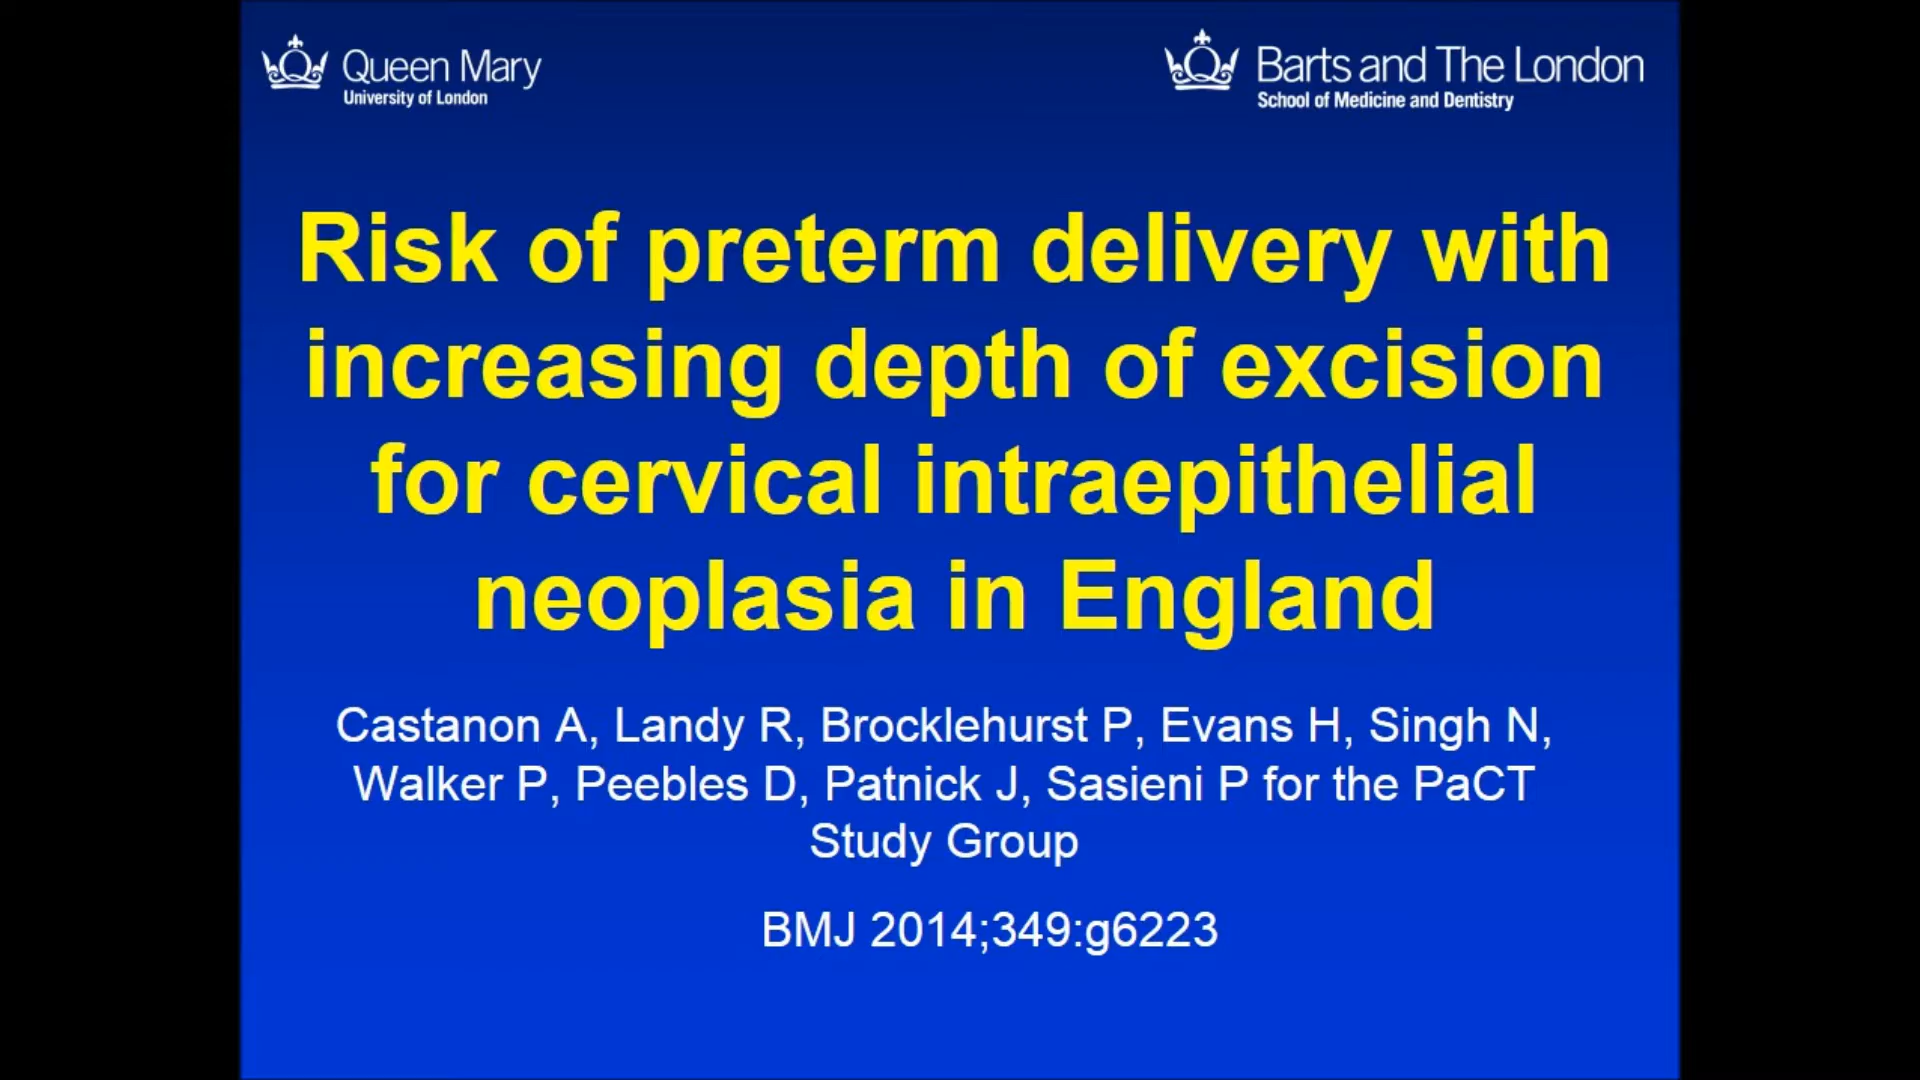 Queen Mary
University of London
Barts and The London
School of Medicine and Dentistry
Risk of preterm delivery with
increasing depth of excision
for cervical intraepithelial
neoplasia in England
Castanon A, Landy R, Brocklehurst P, Evans H, Singh N,
Walker P, Peebles D, Patnick J, Sasieni P for the PaCT
Study Group
BMJ 2014;349:g6223